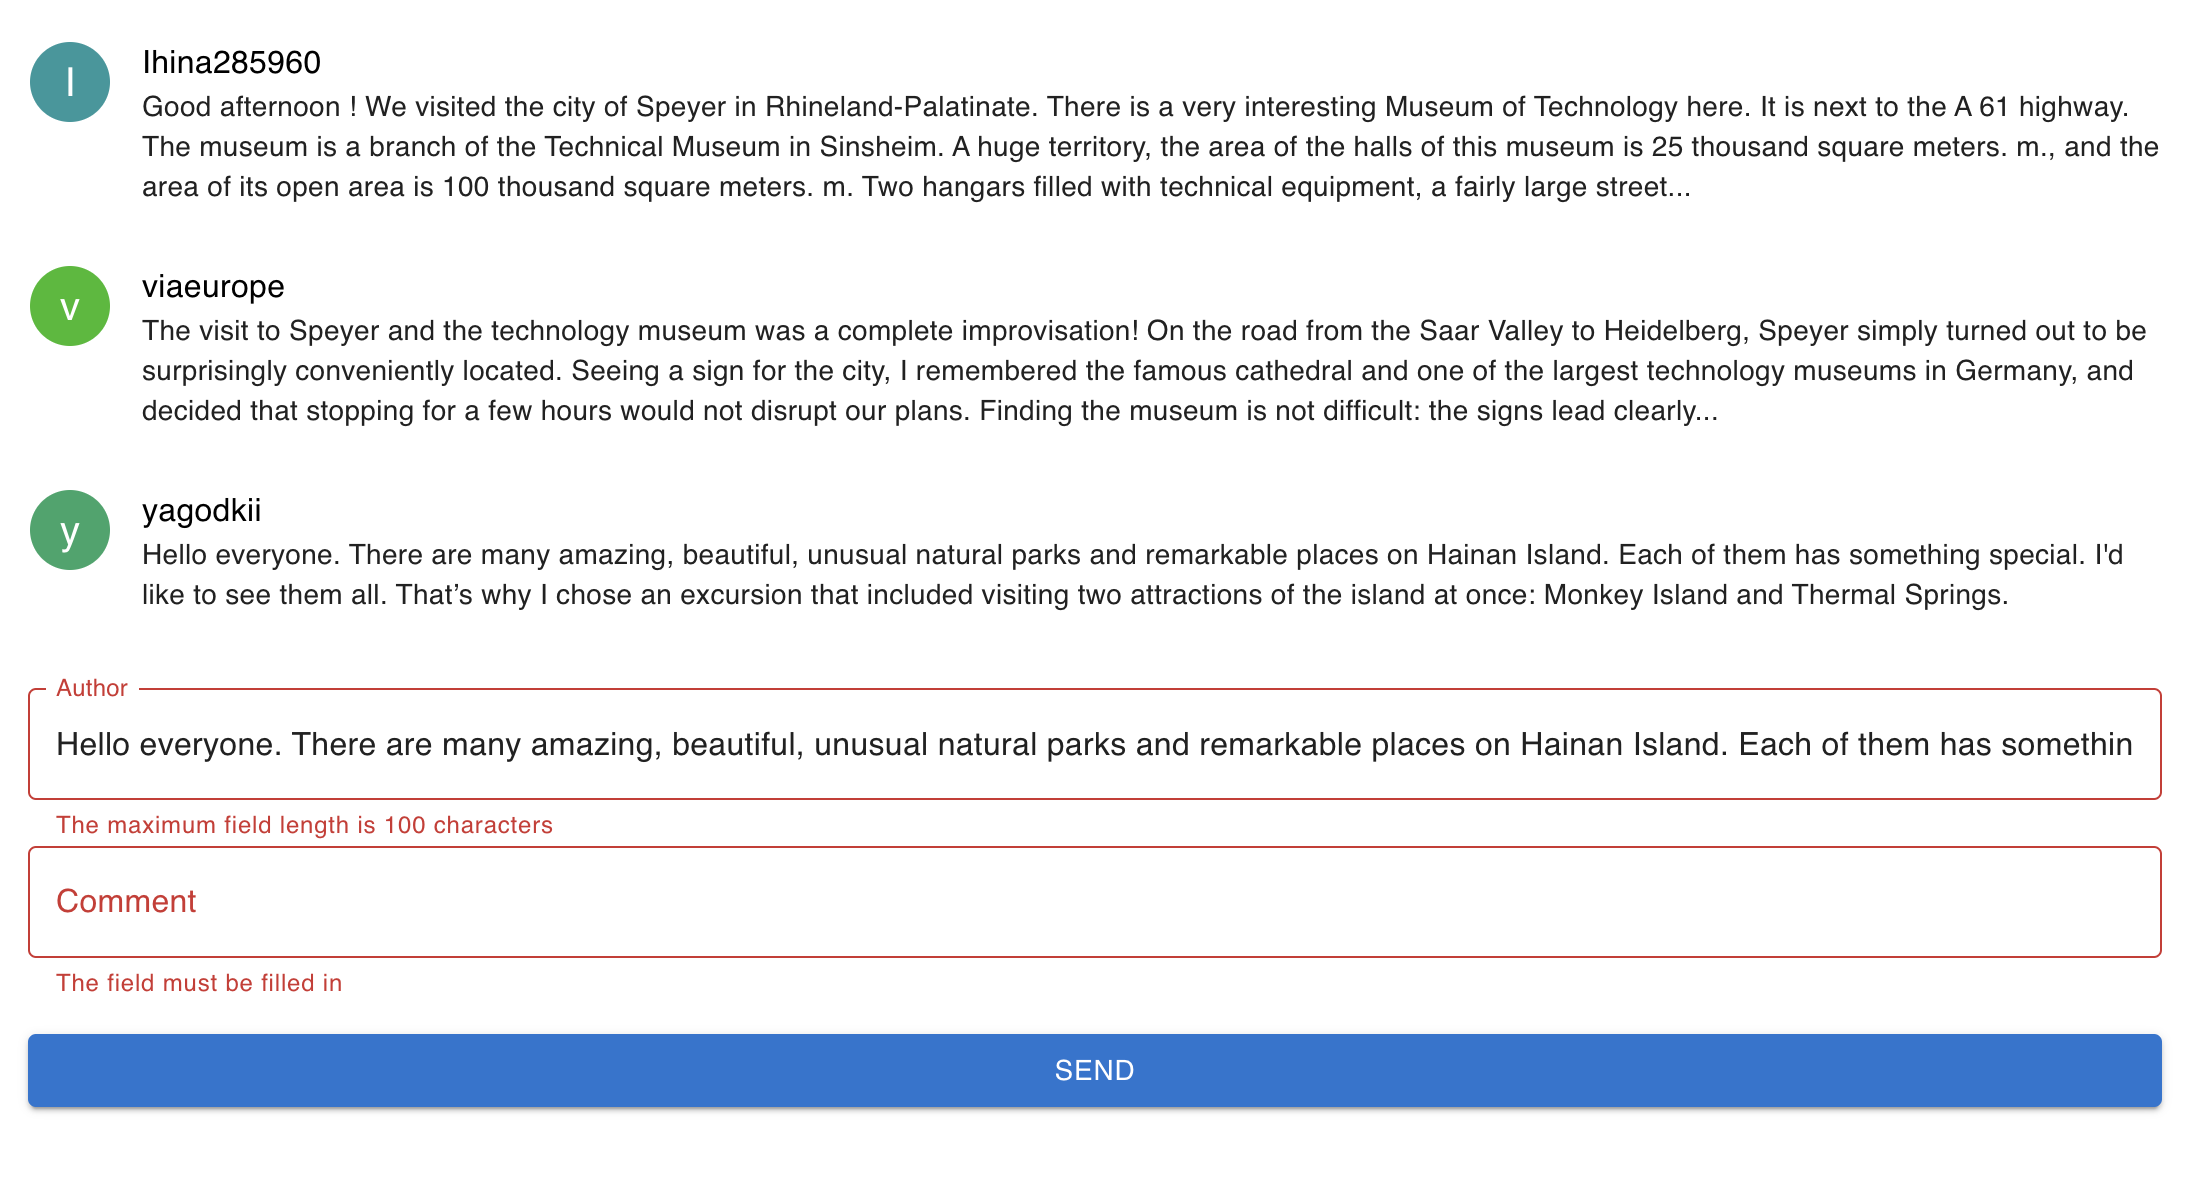 I
Ihina285960
Good afternoon ! We visited the city of Speyer in Rhineland-Palatinate. There is a very interesting Museum of Technology here. It is next to the A 61 highway.
The museum is a branch of the Technical Museum in Sinsheim. A huge territory, the area of the halls of this museum is 25 thousand square meters. m., and the
area of its open area is 100 thousand square meters. m. Two hangars filled with technical equipment, a fairly large street...
v
viaeurope
The visit to Speyer and the technology museum was a complete improvisation! On the road from the Saar Valley to Heidelberg, Speyer simply turned out to be
surprisingly conveniently located. Seeing a sign for the city, I remembered the famous cathedral and one of the largest technology museums in Germany, and
decided that stopping for a few hours would not disrupt our plans. Finding the museum is not difficult: the signs lead clearly...
y
yagodkii
Hello everyone. There are many amazing, beautiful, unusual natural parks and remarkable places on Hainan Island. Each of them has something special. I'd
like to see them all. That’s why I chose an excursion that included visiting two attractions of the island at once: Monkey Island and Thermal Springs.
Author
Hello everyone. There are many amazing, beautiful, unusual natural parks and remarkable places on Hainan Island. Each of them has somethin
The maximum field length is 100 characters
Comment
The field must be filled in
SEND